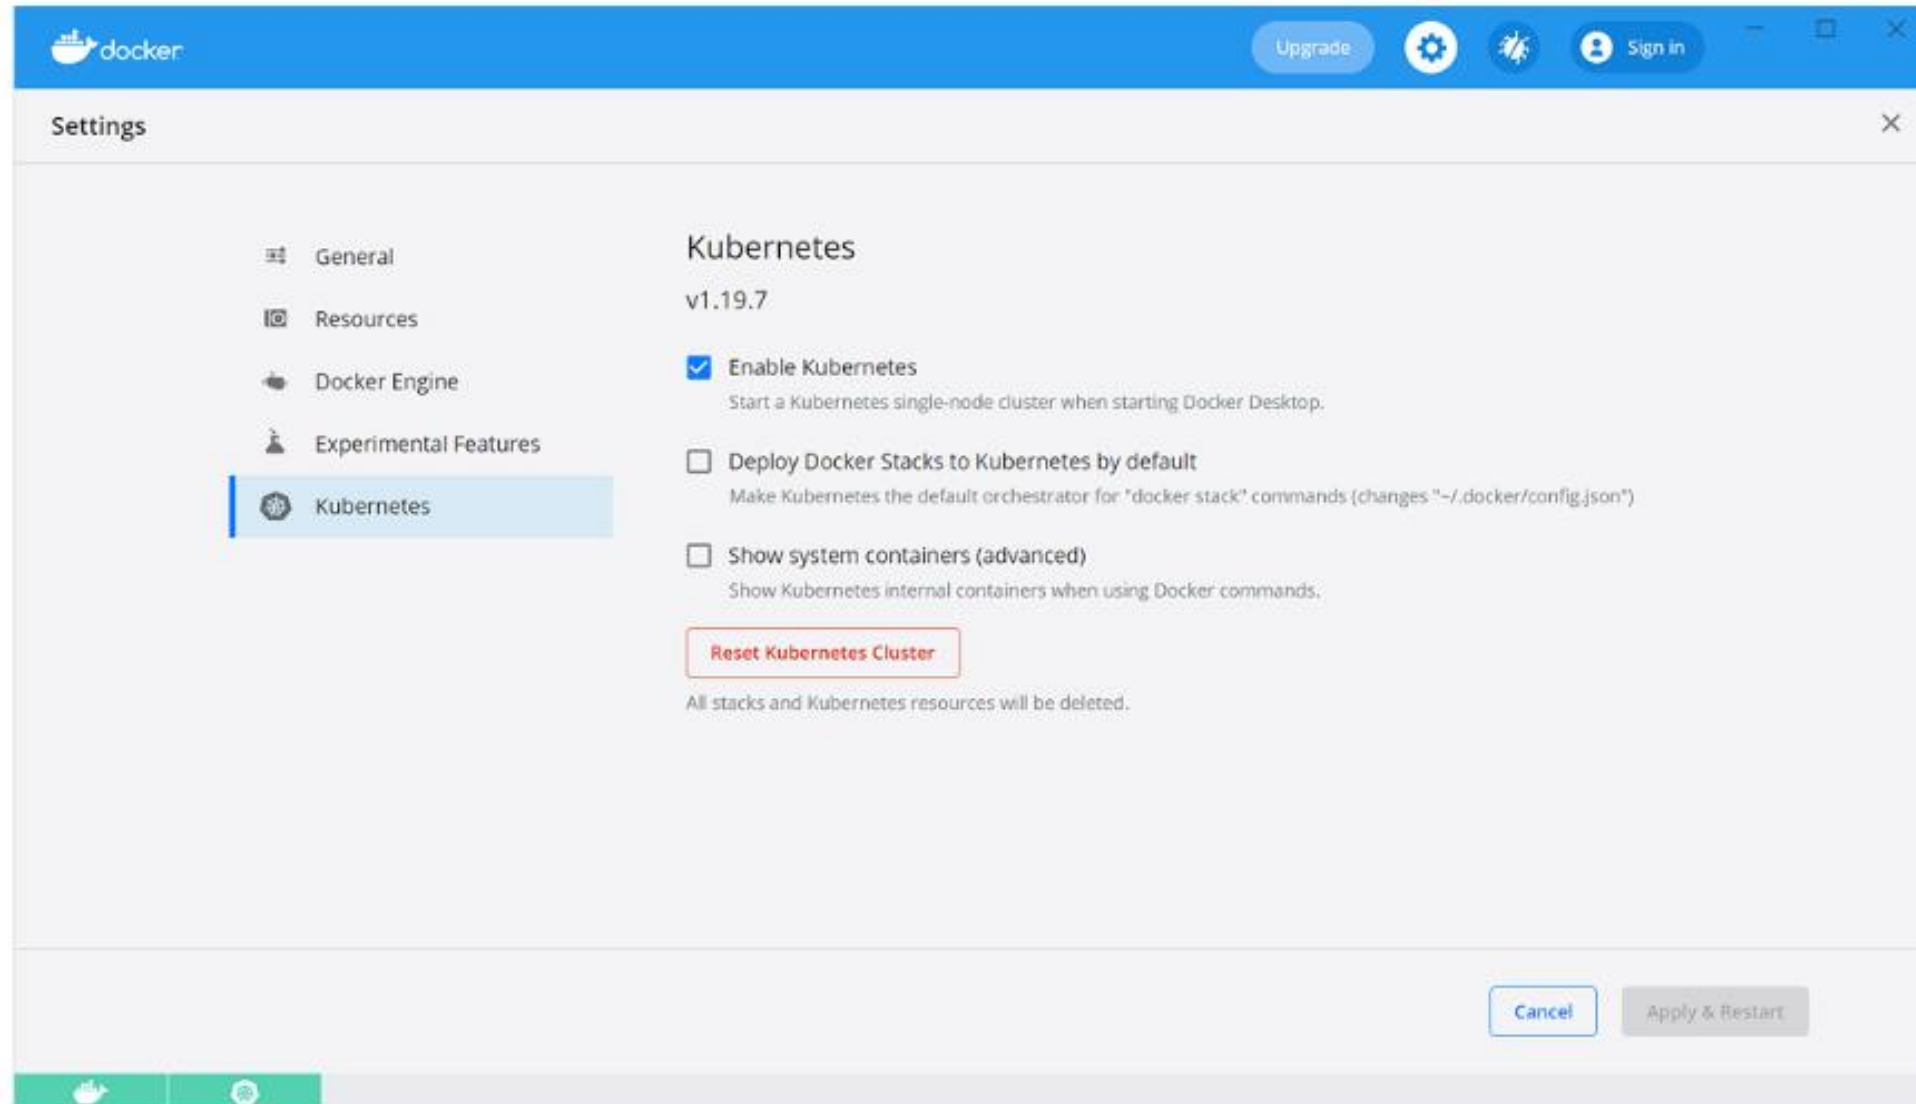 docker
Upgrade
Sign in
Settings
General
Resources
Docker Engine
Experimental Features
Kubernetes
Kubernetes
v1.19.7
Enable Kubernetes
Start a Kubernetes single-node cluster when starting Docker Desktop.
Deploy Docker Stacks to Kubernetes by default
Make Kubernetes the default orchestrator for "docker stack" commands (changes "~/.docker/config.json")
Show system containers (advanced)
Show Kubernetes internal containers when using Docker commands.
Reset Kubernetes Cluster
All stacks and Kubernetes resources will be deleted.
Cancel
Apply & Restart